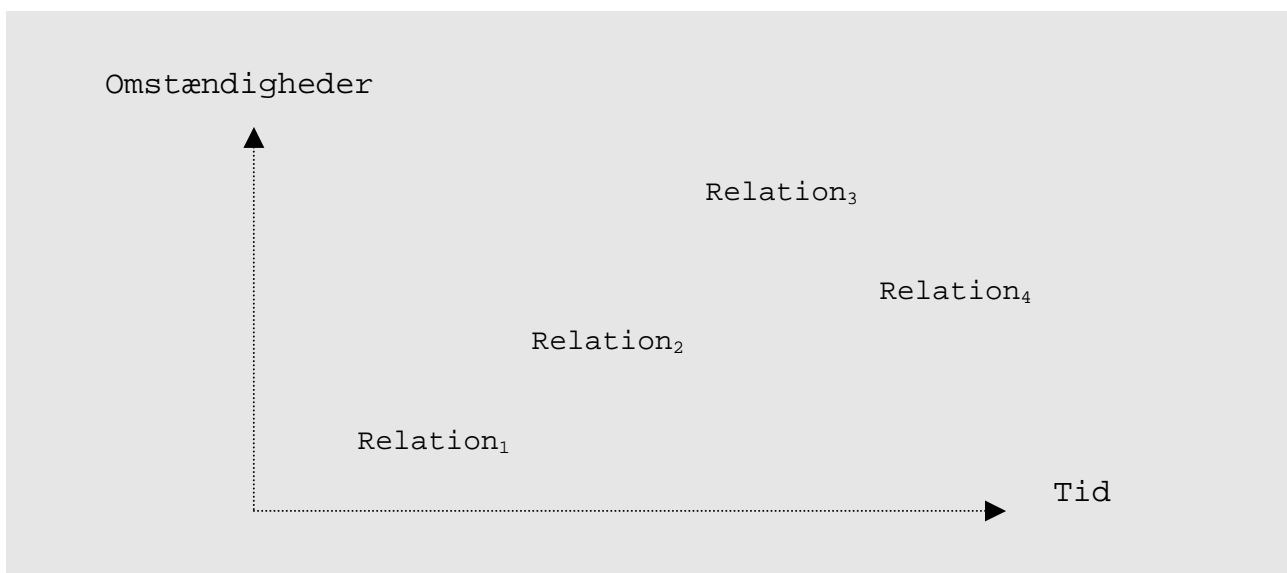 Omstændigheder
Relation₃
Relation₄
Relation₂
Relation₁
Tid